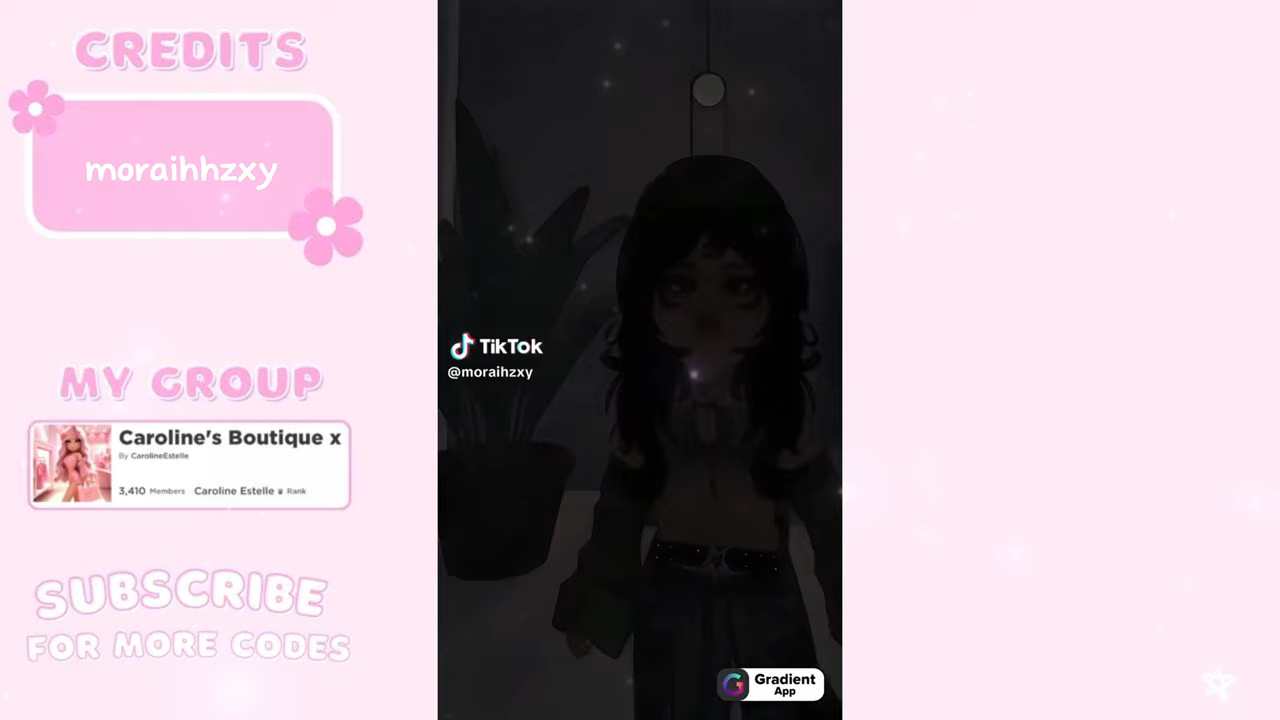 CREDITS
moraihhzxy
MY GROUP
Caroline's Boutique x
By CarolineEstelle
3,410 Members Caroline Estelle Rank
SUBSCRIBE
FOR MORE CODES
TikTok
@moraihzxy
Gradient
App